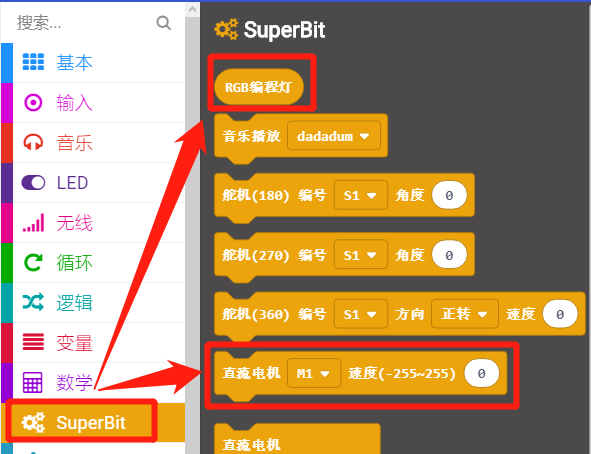 搜索...
基本
输入
音乐
LED
无线
循环
逻辑
变量
数学
SuperBit
SuperBit
RGB编程灯
音乐播放 dadadum
舵机(180) 编号 S1 角度 0
舵机(270) 编号 S1 角度 0
舵机(360) 编号 S1 方向 正转 速度 0
直流电机 M1 速度(-255~255) 0
直流电机